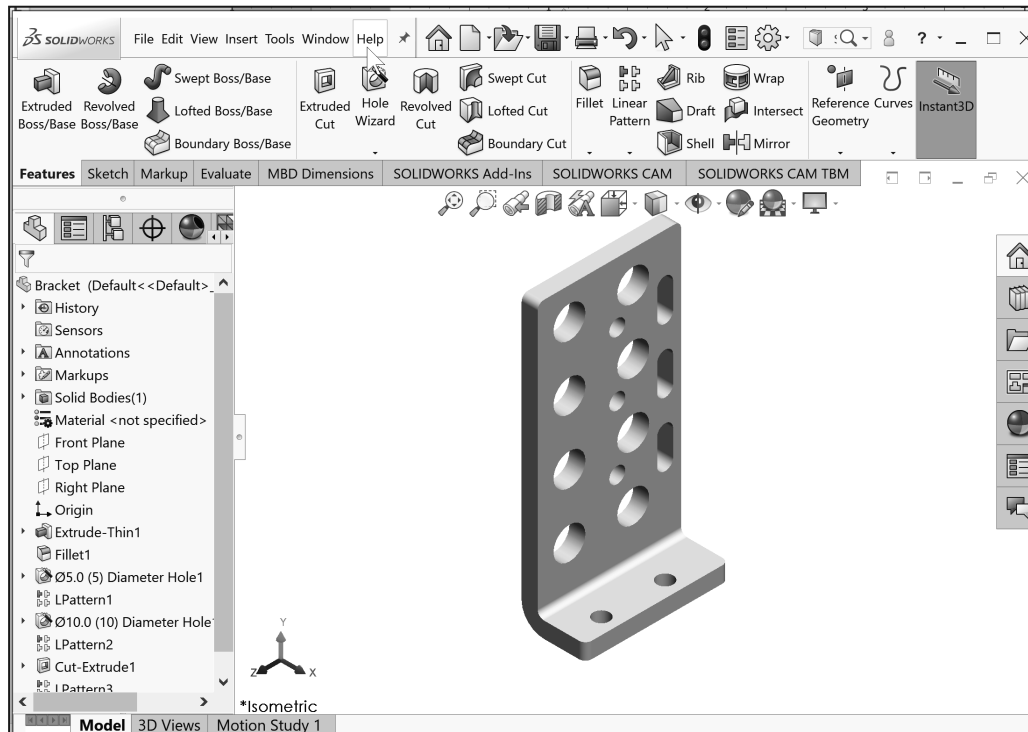 SOLIDWORKS File Edit View Insert Tools Window Help
Extruded Boss/Base
Revolved Boss/Base
Swept Boss/Base
Lofted Boss/Base
Boundary Boss/Base
Extruded Cut
Hole Wizard
Revolved Cut
Swept Cut
Lofted Cut
Boundary Cut
Fillet
Linear Pattern
Rib
Draft
Shell
Wrap
Intersect
Mirror
Reference Geometry
Curves
Instant3D
Features Sketch Markup Evaluate MBD Dimensions SOLIDWORKS Add-Ins SOLIDWORKS CAM SOLIDWORKS CAM TBM
Bracket (Default<<Default>_
History
Sensors
Annotations
Markups
Solid Bodies(1)
Material <not specified>
Front Plane
Top Plane
Right Plane
Origin
Extrude-Thin1
Fillet1
Ø5.0 (5) Diameter Hole1
LPattern1
Ø10.0 (10) Diameter Hole
LPattern2
Cut-Extrude1
LPattern3
Y
Z X
*Isometric
Model 3D Views Motion Study 1